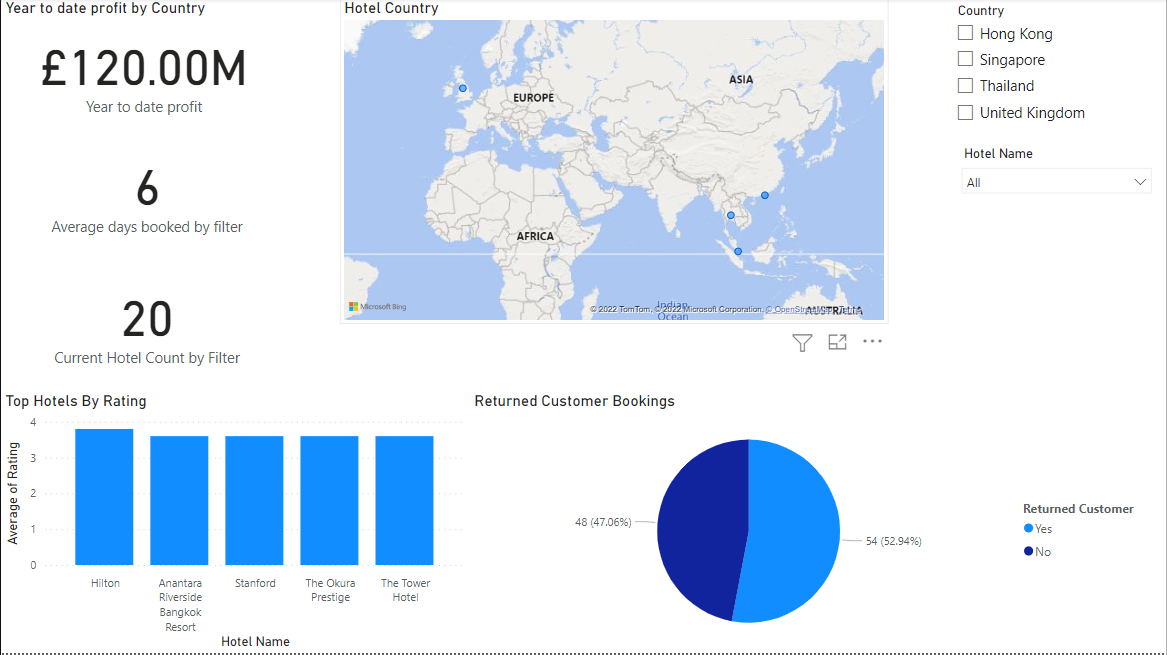 Year to date profit by Country
£120.00M
Year to date profit
6
Average days booked by filter
20
Current Hotel Count by Filter
Hotel Country
EUROPE
ASIA
AFRICA
Indian
Ocean
AUSTRALIA
Microsoft Bing
© 2022 TomTom, © 2022 Microsoft Corporation, © OpenStreetMap
Country
Hong Kong
Singapore
Thailand
United Kingdom
Hotel Name
All
Top Hotels By Rating
Average of Rating
4
3
2
1
0
Hilton
Anantara
Riverside
Bangkok
Resort
Stanford
The Okura
Prestige
The Tower
Hotel
Hotel Name
Returned Customer Bookings
48 (47.06%)
54 (52.94%)
Returned Customer
Yes
No